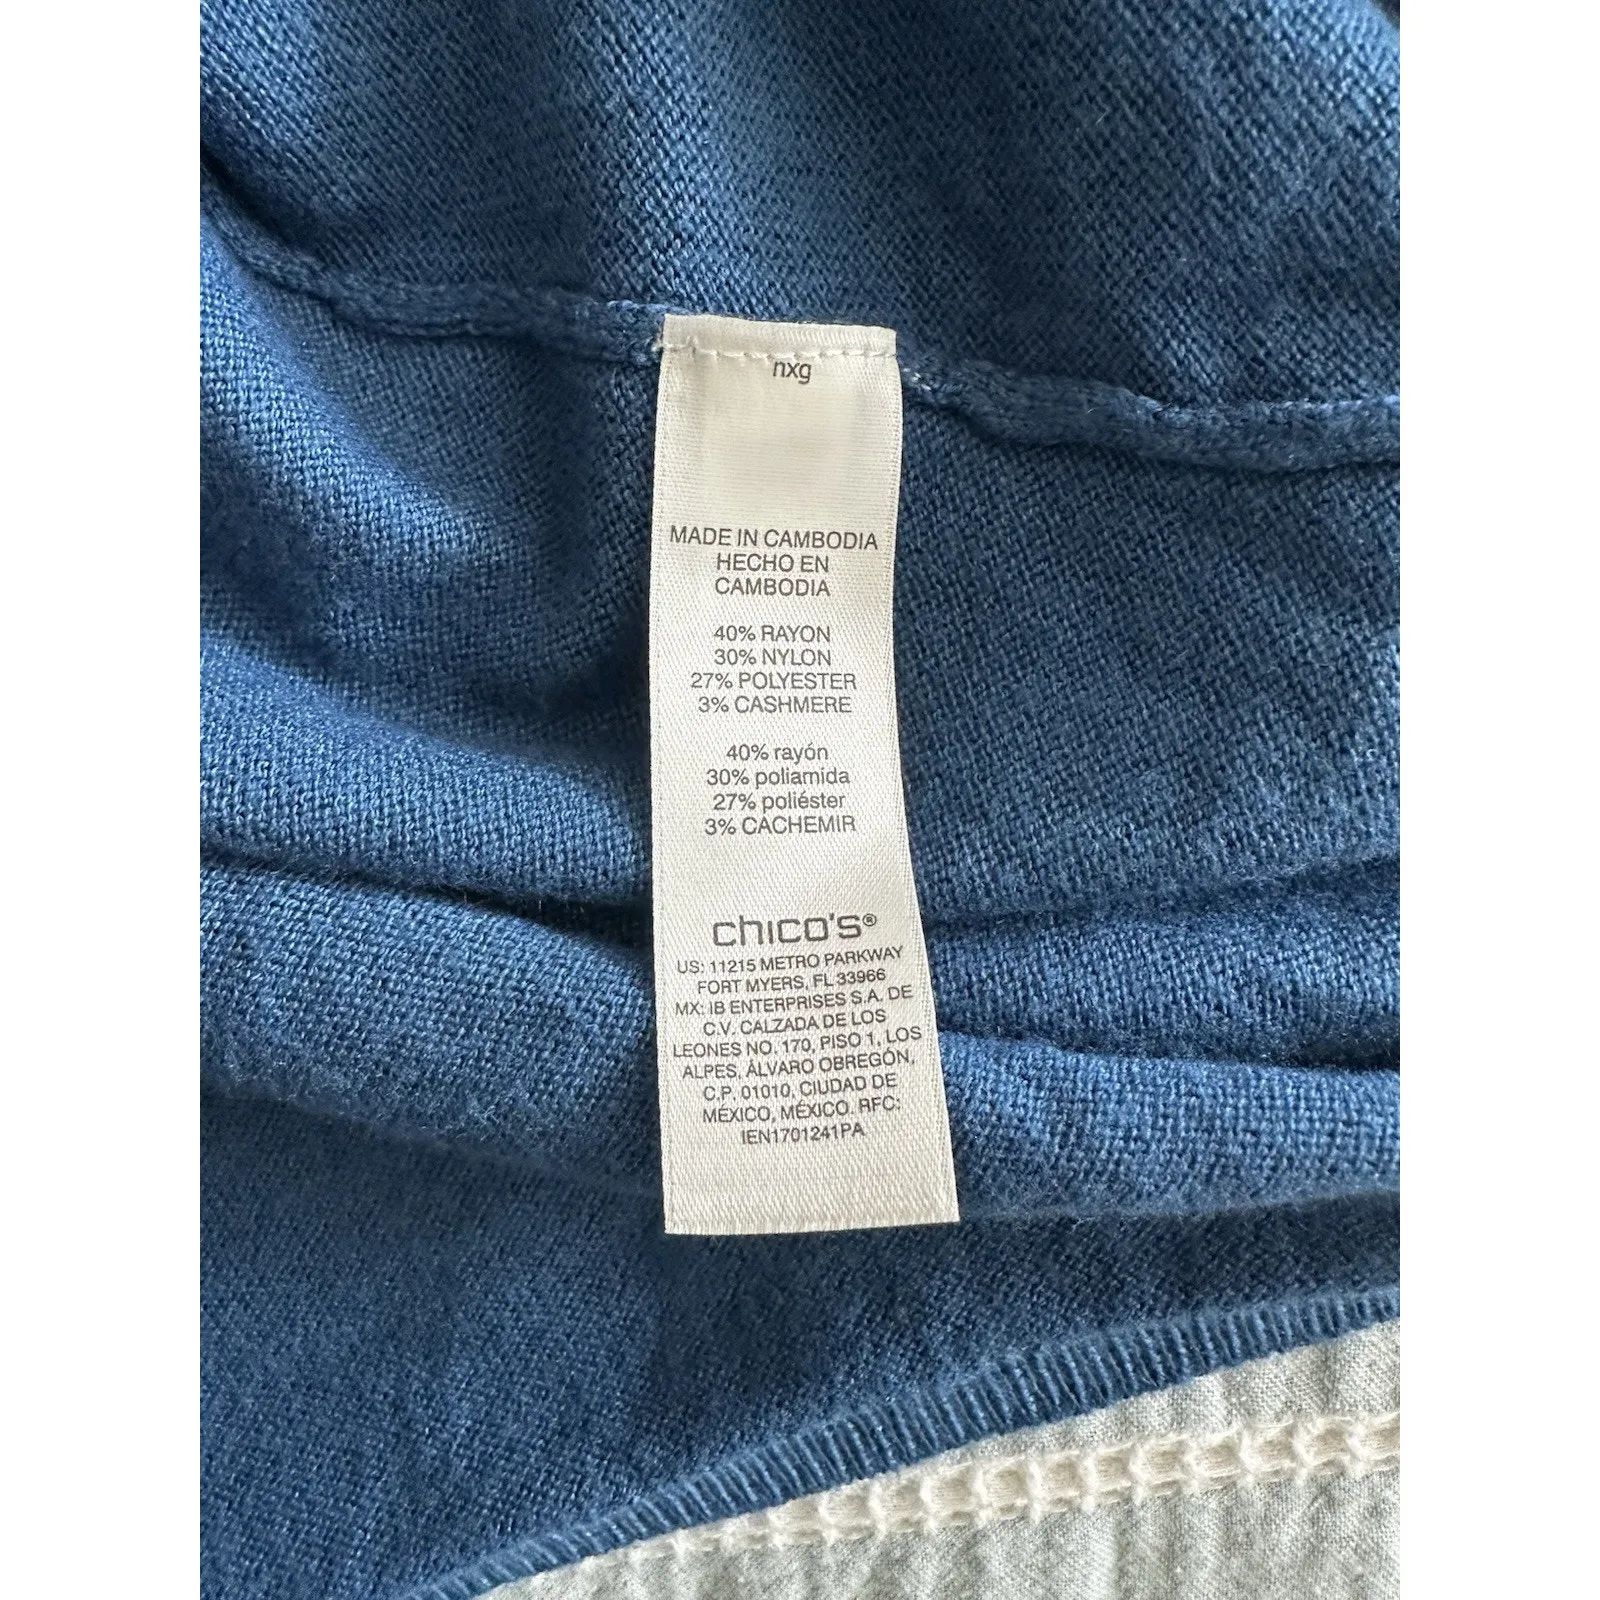 nxg
MADE IN CAMBODIA
HECHO EN
CAMBODIA
40% RAYON
30% NYLON
27% POLYESTER
3% CASHMERE
40% rayón
30% poliamida
27% poliéster
3% CACHEMIR
chico's®
US: 11215 METRO PARKWAY
FORT MYERS, FL 33966
MX: IB ENTERPRISES S.A. DE
C.V. CALZADA DE LOS
LEONES NO. 170, PISO 1, LOS
ALPES, ÁLVARO OBREGÓN,
C.P. 01010, CIUDAD DE
MÉXICO, MÉXICO. RFC:
IEN1701241PA